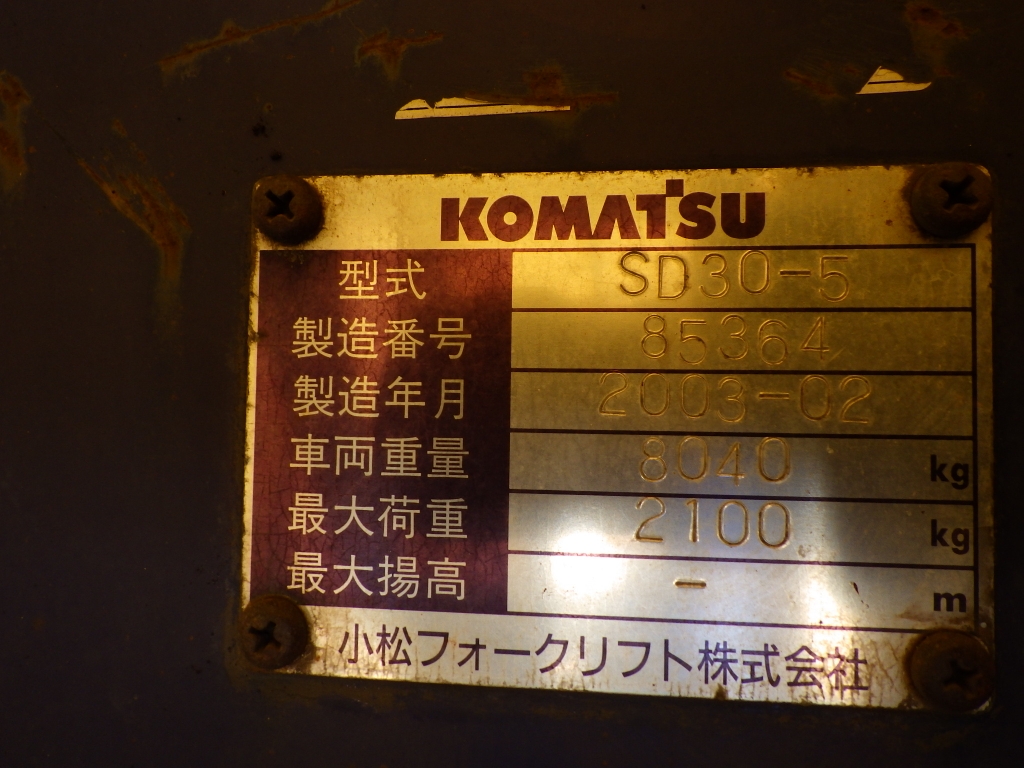 KOMATSU
型式 SD30-5
製造番号 85364
製造年月 2003-02
車両重量 8040 kg
最大荷重 2100 kg
最大揚高 - m
小松フォークリフト株式会社